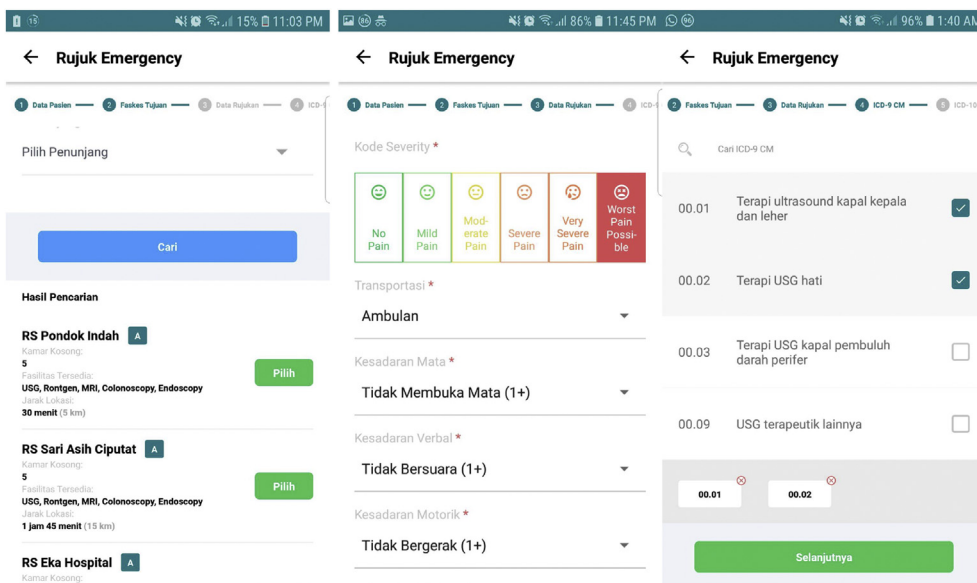 15
15% 11:03 PM
Rujuk Emergency
1 Data Pasien
2 Faskes Tujuan
3 Data Rujukan
4 ICD-9
Pilih Penunjang
Cari
Hasil Pencarian
RS Pondok Indah A
Kamar Kosong:
5
Fasilitas Tersedia:
USG, Rontgen, MRI, Colonoscopy, Endoscopy
Jarak Lokasi:
30 menit (5 km)
Pilih
RS Sari Asih Ciputat A
Kamar Kosong:
5
Fasilitas Tersedia:
USG, Rontgen, MRI, Colonoscopy, Endoscopy
Jarak Lokasi:
1 jam 45 menit (15 km)
Pilih
RS Eka Hospital A
Kamar Kosong:
86
86% 11:45 PM
Rujuk Emergency
1 Data Pasien
2 Faskes Tujuan
3 Data Rujukan
4 ICD-
Kode Severity *
No
Pain
Mild
Pain
Mod-
erate
Pain
Severe
Pain
Very
Severe
Pain
Worst
Pain
Possi-
ble
Transportasi *
Ambulan
Kesadaran Mata *
Tidak Membuka Mata (1+)
Kesadaran Verbal *
Tidak Bersuara (1+)
Kesadaran Motorik *
Tidak Bergerak (1+)
96
96% 1:40 AM
Rujuk Emergency
2 Faskes Tujuan
3 Data Rujukan
4 ICD-9 CM
5 ICD-10
Cari ICD-9 CM
00.01 Terapi ultrasound kapal kepala
dan leher
00.02 Terapi USG hati
00.03 Terapi USG kapal pembuluh
darah perifer
00.09 USG terapeutik lainnya
00.01
00.02
Selanjutnya